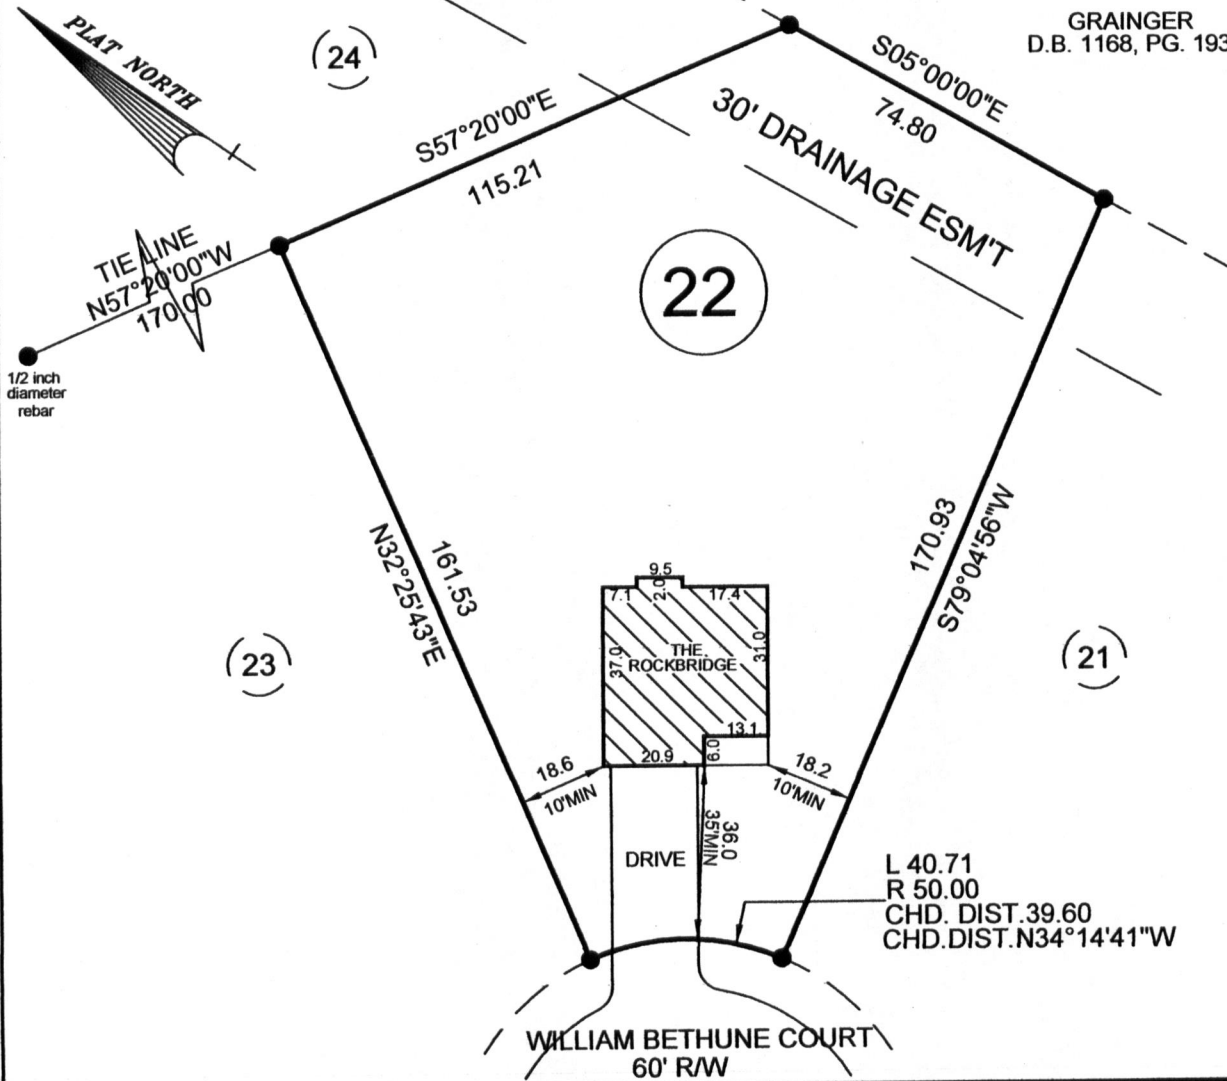 GRAINGER
D.B. 1168, PG. 193
PLAT NORTH
24
S05°00'00"E
74.80
S57°20'00"E
115.21
30' DRAINAGE ESM'T
TIE LINE
N57°20'00"W
170.00
22
1/2 inch
diameter
rebar
N32°25'43"E
161.53
170.93
S79°04'56"W
9.5
7.1
2.0
17.4
THE
ROCKBRIDGE
37.0
31.0
23
21
13.1
20.9
6.0
18.6
10'MIN
18.2
10'MIN
36.0
35'MIN
DRIVE
L 40.71
R 50.00
CHD. DIST.39.60
CHD.DIST.N34°14'41"W
WILLIAM BETHUNE COURT
60' R/W